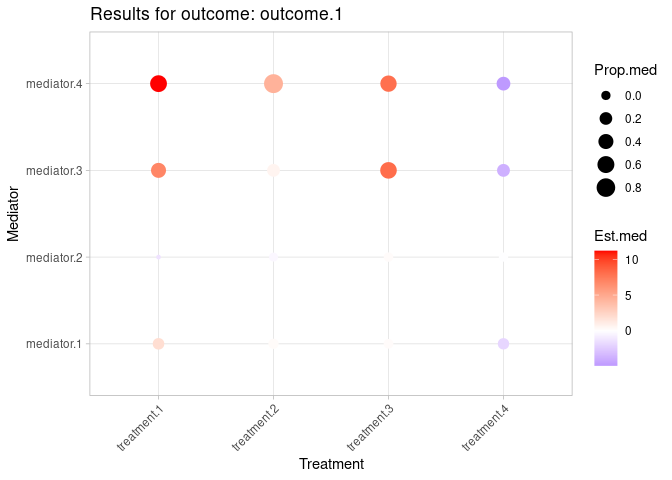 Results for outcome: outcome.1
mediator.4
mediator.3
mediator.2
mediator.1
Mediator
treatment.1
treatment.2
treatment.3
treatment.4
Treatment
Prop.med
0.0
0.2
0.4
0.6
0.8
Est.med
10
5
0